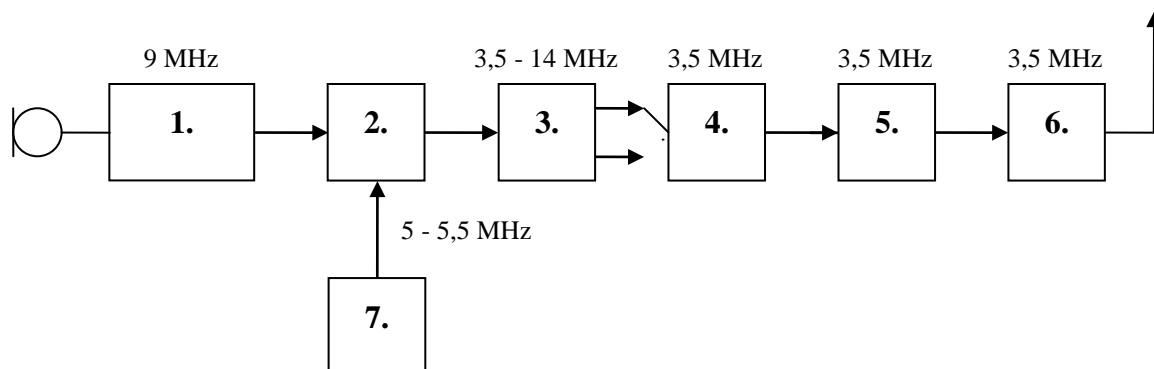 9 MHz
3,5 - 14 MHz
3,5 MHz
3,5 MHz
3,5 MHz
1.
2.
3.
4.
5.
6.
5 - 5,5 MHz
7.